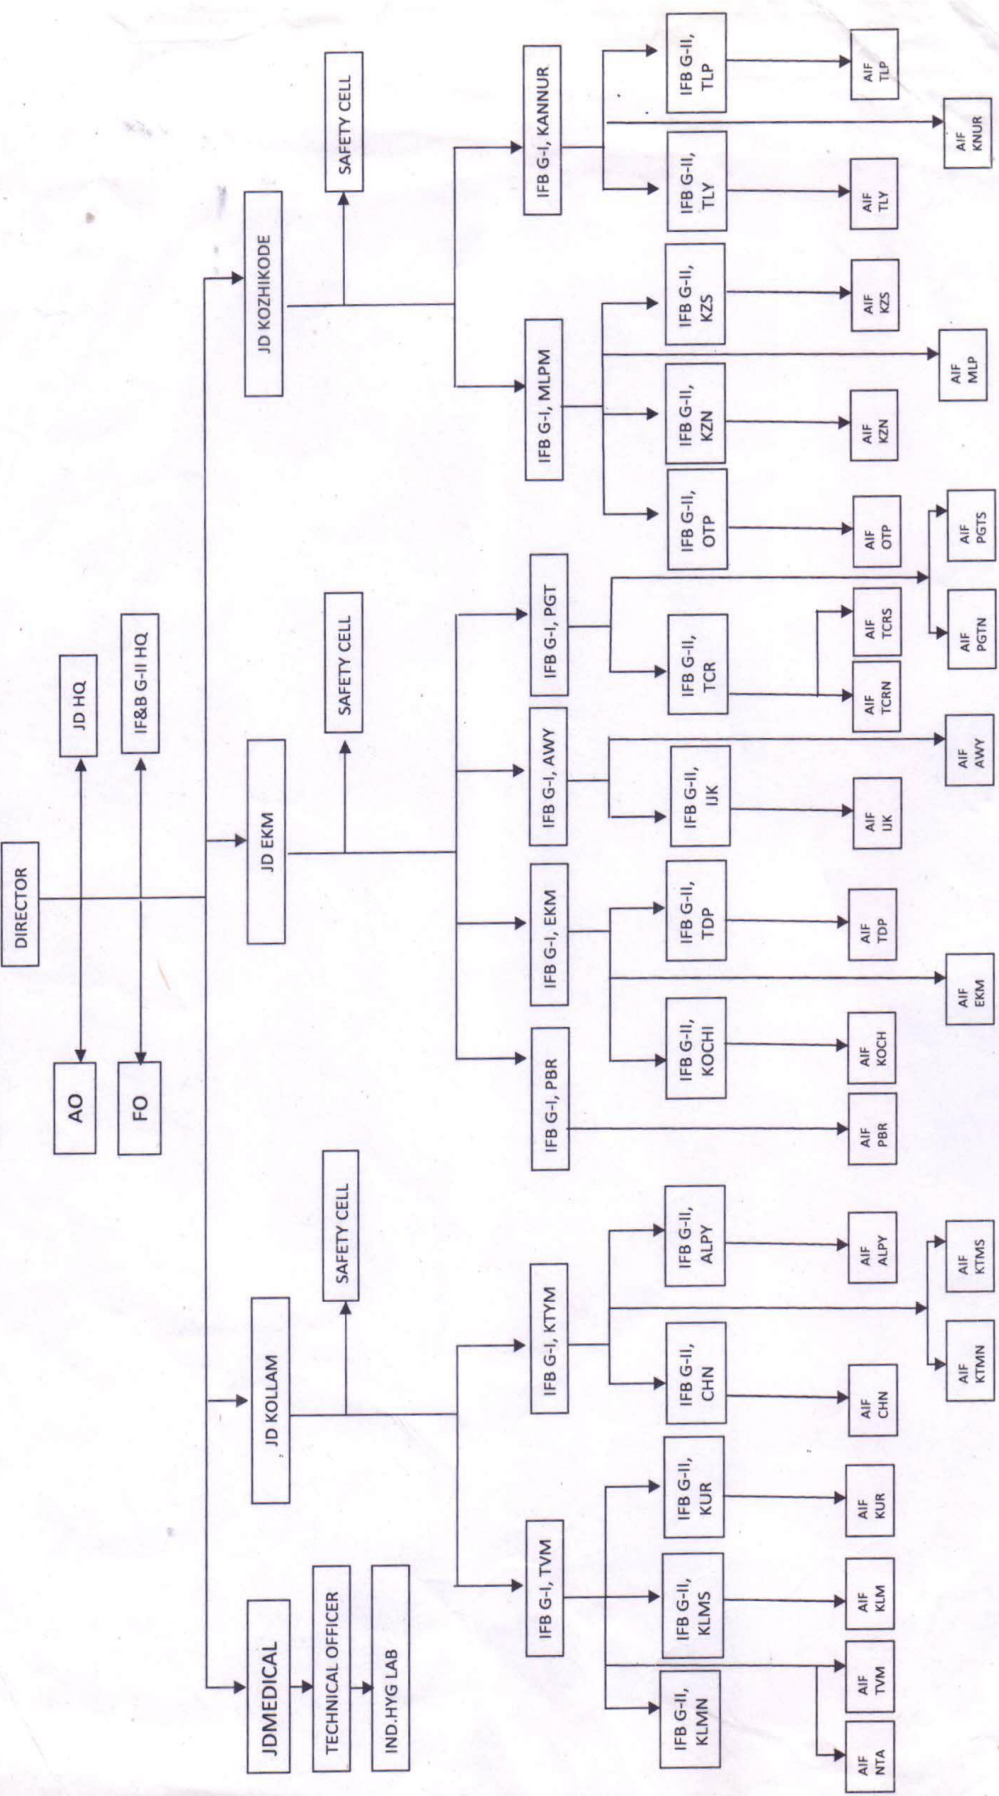 DIRECTOR
AO
JD HQ
FO
IF&B G-II HQ
JDMEDICAL
JD KOLLAM
JD EKM
JD KOZHIKODE
TECHNICAL OFFICER
SAFETY CELL
SAFETY CELL
SAFETY CELL
IND.HYG LAB
IFB G-I, TVM
IFB G-I, KTYM
IFB G-I, PBR
IFB G-I, EKM
IFB G-I, AWY
IFB G-I, PGT
IFB G-I, MLPM
IFB G-I, KANNUR
IFB G-II,
KLMN
IFB G-II,
KLMS
IFB G-II,
KUR
IFB G-II,
CHN
IFB G-II,
ALPY
IFB G-II,
KOCHI
IFB G-II,
TDP
IFB G-II,
IJK
IFB G-II,
TCR
IFB G-II,
OTP
IFB G-II,
KZN
IFB G-II,
KZS
IFB G-II,
TLY
IFB G-II,
TLP
AIF
NTA
AIF
TVM
AIF
KLM
AIF
KUR
AIF
CHN
AIF
ALPY
AIF
PBR
AIF
KOCH
AIF
TDP
AIF
IJK
AIF
TCRN
AIF
TCRS
AIF
OTP
AIF
KZN
AIF
KZS
AIF
TLY
AIF
TLP
AIF
KTMN
AIF
KTMS
AIF
EKM
AIF
AWY
AIF
PGTN
AIF
PGTS
AIF
MLP
AIF
KNUR